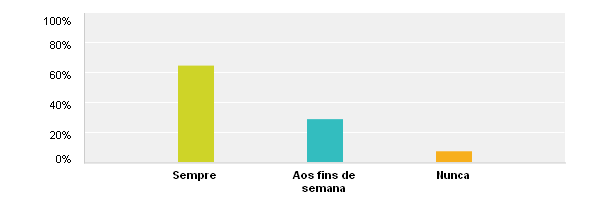 100%
80%
60%
40%
20%
0%
Sempre
Aos fins de
semana
Nunca